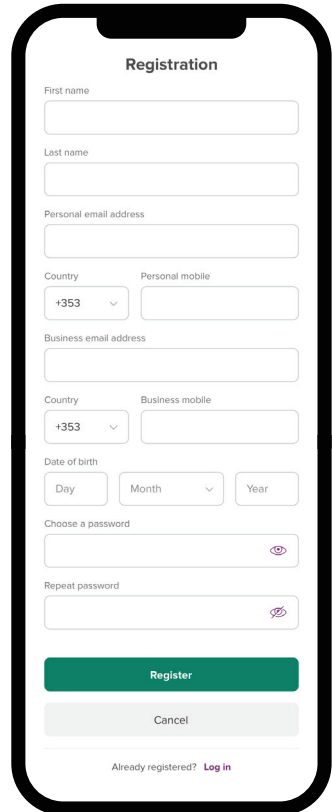 Registration
First name
Last name
Personal email address
Country Personal mobile
+353
Business email address
Country Business mobile
+353
Date of birth
Day Month Year
Choose a password
Repeat password
Register
Cancel
Already registered? Log in